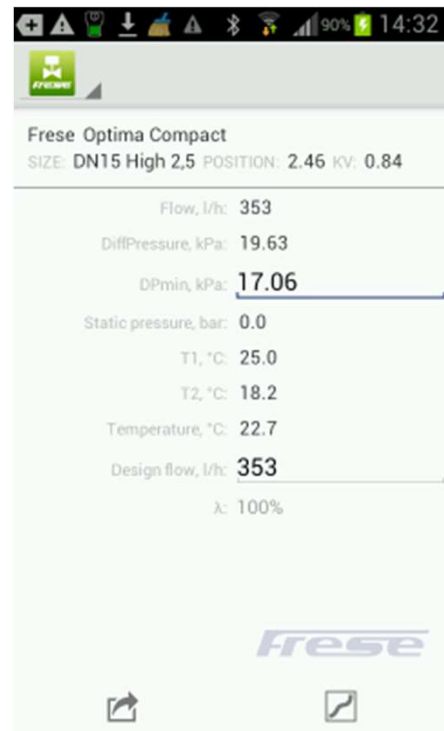 90% 14:32
FRESE
Frese Optima Compact
SIZE: DN15 High 2,5 POSITION: 2.46 KV: 0.84
Flow, l/h: 353
DiffPressure, kPa: 19.63
DPmin, kPa: 17.06
Static pressure, bar: 0.0
T1, °C: 25.0
T2, °C: 18.2
Temperature, °C: 22.7
Design flow, l/h: 353
λ: 100%
Frese